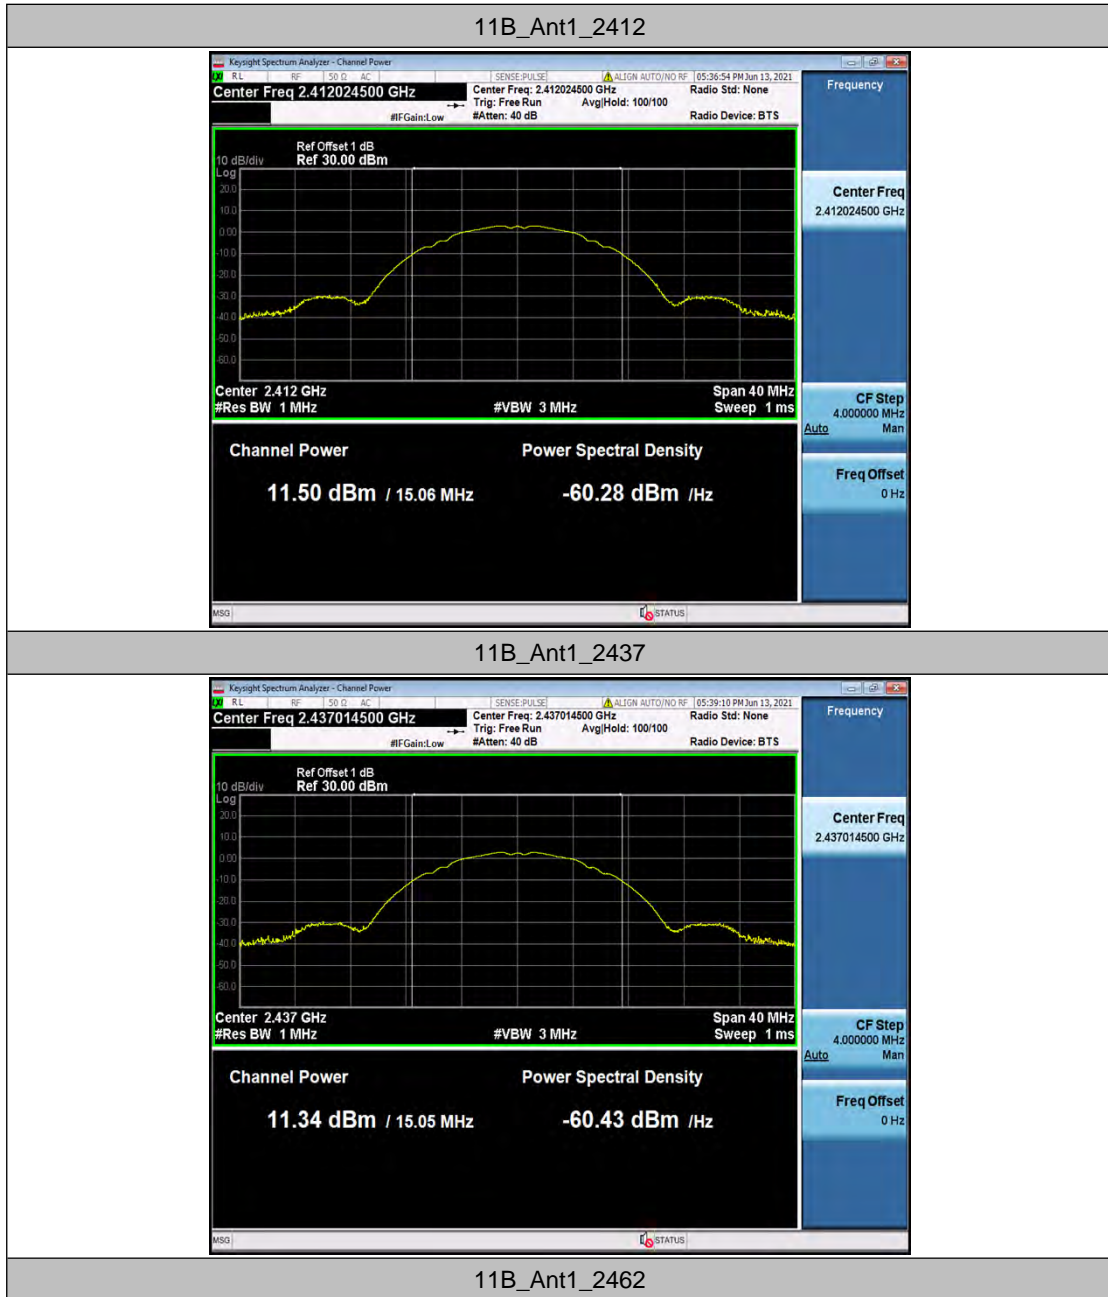 11B_Ant1_2412
Keysight Spectrum Analyzer - Channel Power
RL RF 50 Ω AC SENSE:PULSE ALIGN AUTO/NO RF 05:36:54 PM Jun 13, 2021
Center Freq 2.412024500 GHz Center Freq: 2.412024500 GHz Radio Std: None Frequency
Trig: Free Run Avg|Hold: 100/100
#IFGain:Low #Atten: 40 dB Radio Device: BTS
Ref Offset 1 dB
10 dB/div Ref 30.00 dBm
Log
20.0
10.0
0.00
-10.0
-20.0
-30.0
-40.0
-50.0
-60.0
Center Freq
2.412024500 GHz
Center 2.412 GHz Span 40 MHz
#Res BW 1 MHz #VBW 3 MHz Sweep 1 ms
CF Step
4.000000 MHz
Auto Man
Channel Power Power Spectral Density
11.50 dBm / 15.06 MHz -60.28 dBm /Hz
Freq Offset
0 Hz
MSG STATUS
11B_Ant1_2437
Keysight Spectrum Analyzer - Channel Power
RL RF 50 Ω AC SENSE:PULSE ALIGN AUTO/NO RF 05:39:10 PM Jun 13, 2021
Center Freq 2.437014500 GHz Center Freq: 2.437014500 GHz Radio Std: None Frequency
Trig: Free Run Avg|Hold: 100/100
#IFGain:Low #Atten: 40 dB Radio Device: BTS
Ref Offset 1 dB
10 dB/div Ref 30.00 dBm
Log
20.0
10.0
0.00
-10.0
-20.0
-30.0
-40.0
-50.0
-60.0
Center Freq
2.437014500 GHz
Center 2.437 GHz Span 40 MHz
#Res BW 1 MHz #VBW 3 MHz Sweep 1 ms
CF Step
4.000000 MHz
Auto Man
Channel Power Power Spectral Density
11.34 dBm / 15.05 MHz -60.43 dBm /Hz
Freq Offset
0 Hz
MSG STATUS
11B_Ant1_2462